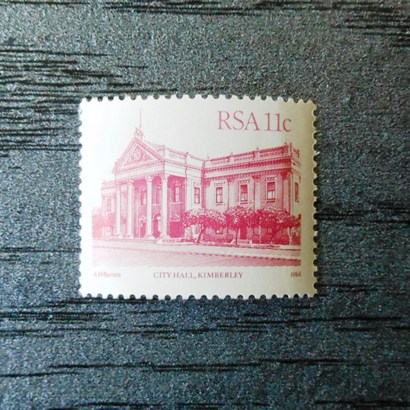 RSA 11c
CITY HALL, KIMBERLEY
1984